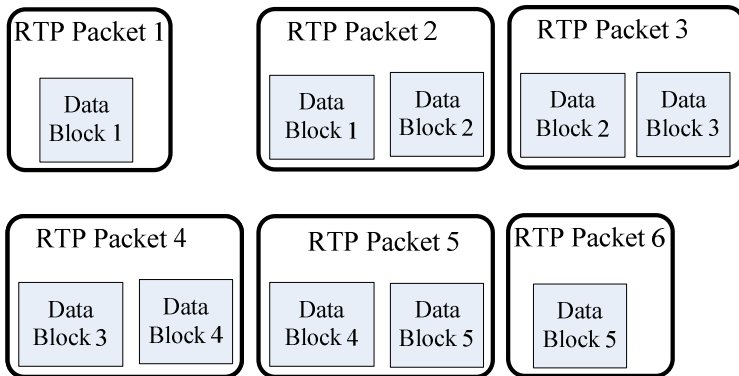 RTP Packet 1
Data
Block 1
RTP Packet 2
Data
Block 1
Data
Block 2
RTP Packet 3
Data
Block 2
Data
Block 3
RTP Packet 4
Data
Block 3
Data
Block 4
RTP Packet 5
Data
Block 4
Data
Block 5
RTP Packet 6
Data
Block 5